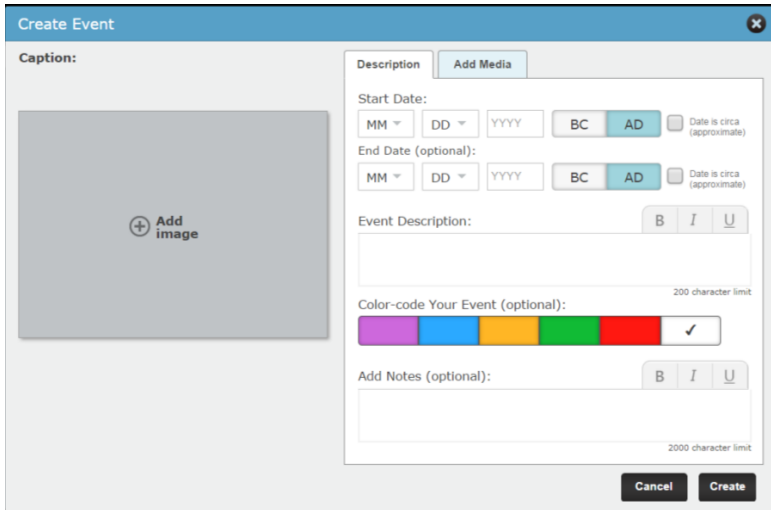 Create Event
Caption:
Add
image
Description
Add Media
Start Date:
MM
DD
YYYY
BC
AD
Date is circa
(approximate)
End Date (optional):
MM
DD
YYYY
BC
AD
Date is circa
(approximate)
Event Description:
B I U
200 character limit
Color-code Your Event (optional):
Add Notes (optional):
B I U
2000 character limit
Cancel
Create